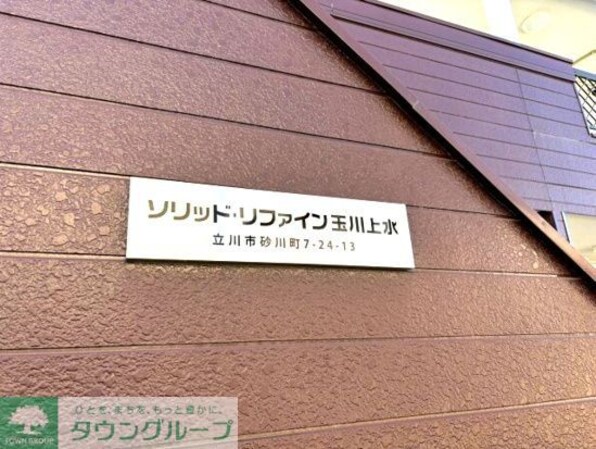 ソリッド・リファイン玉川上水
立川市砂川町7-24-13
ひとを、まちを、もっと豊かに。
TOWN GROUP
タウングループ